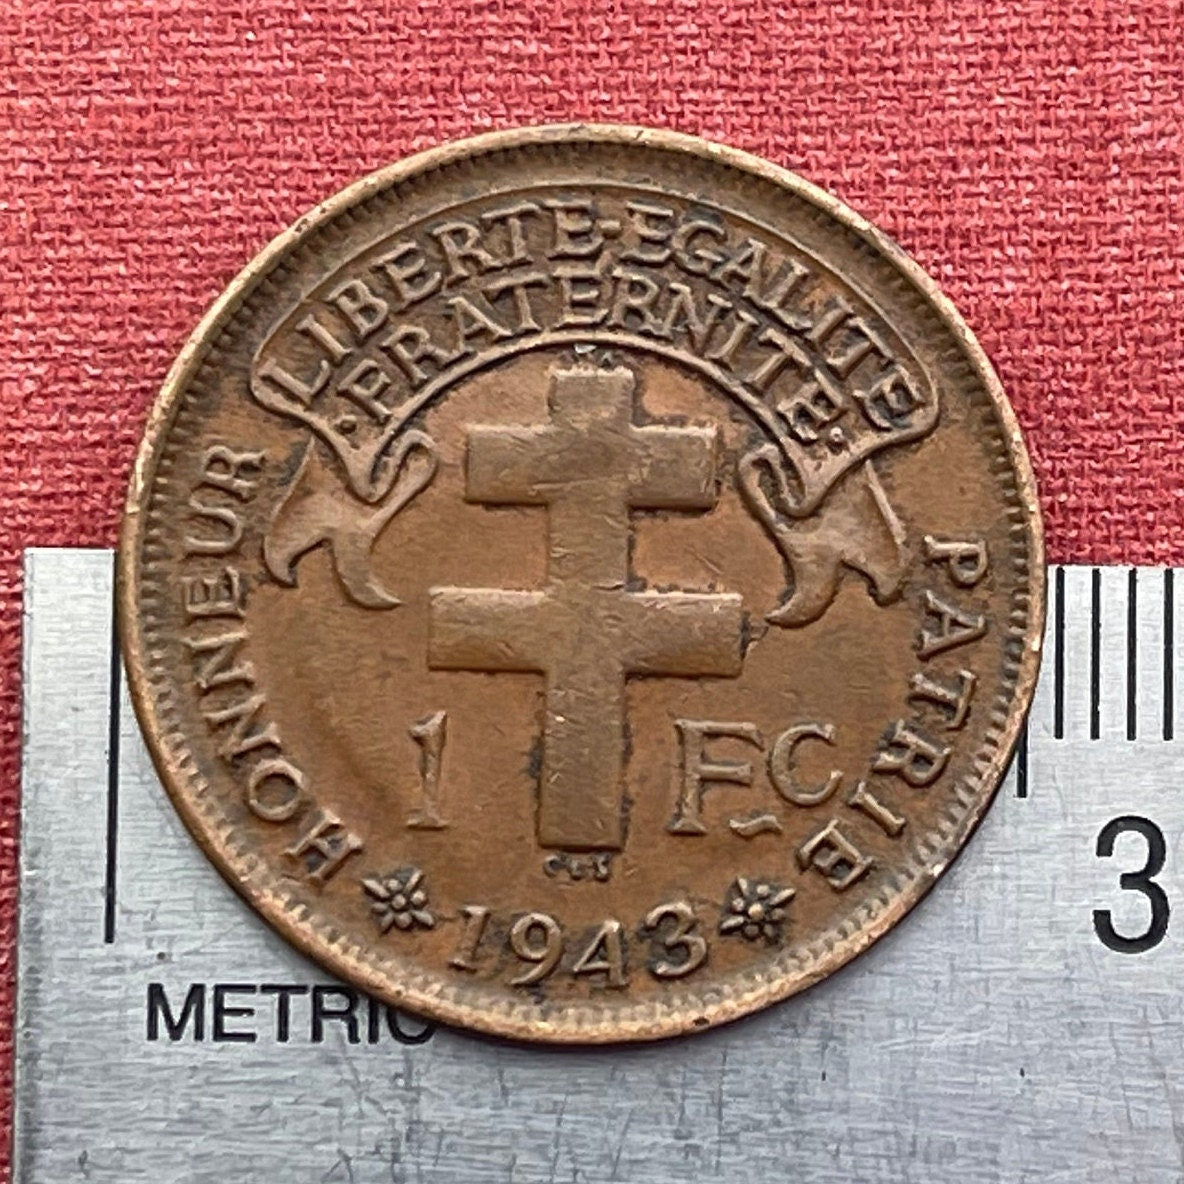 LIBERTE·EGALITE
·FRATERNITE·
HONNEUR
PATRIE
1 FC
1943
METRIC
3